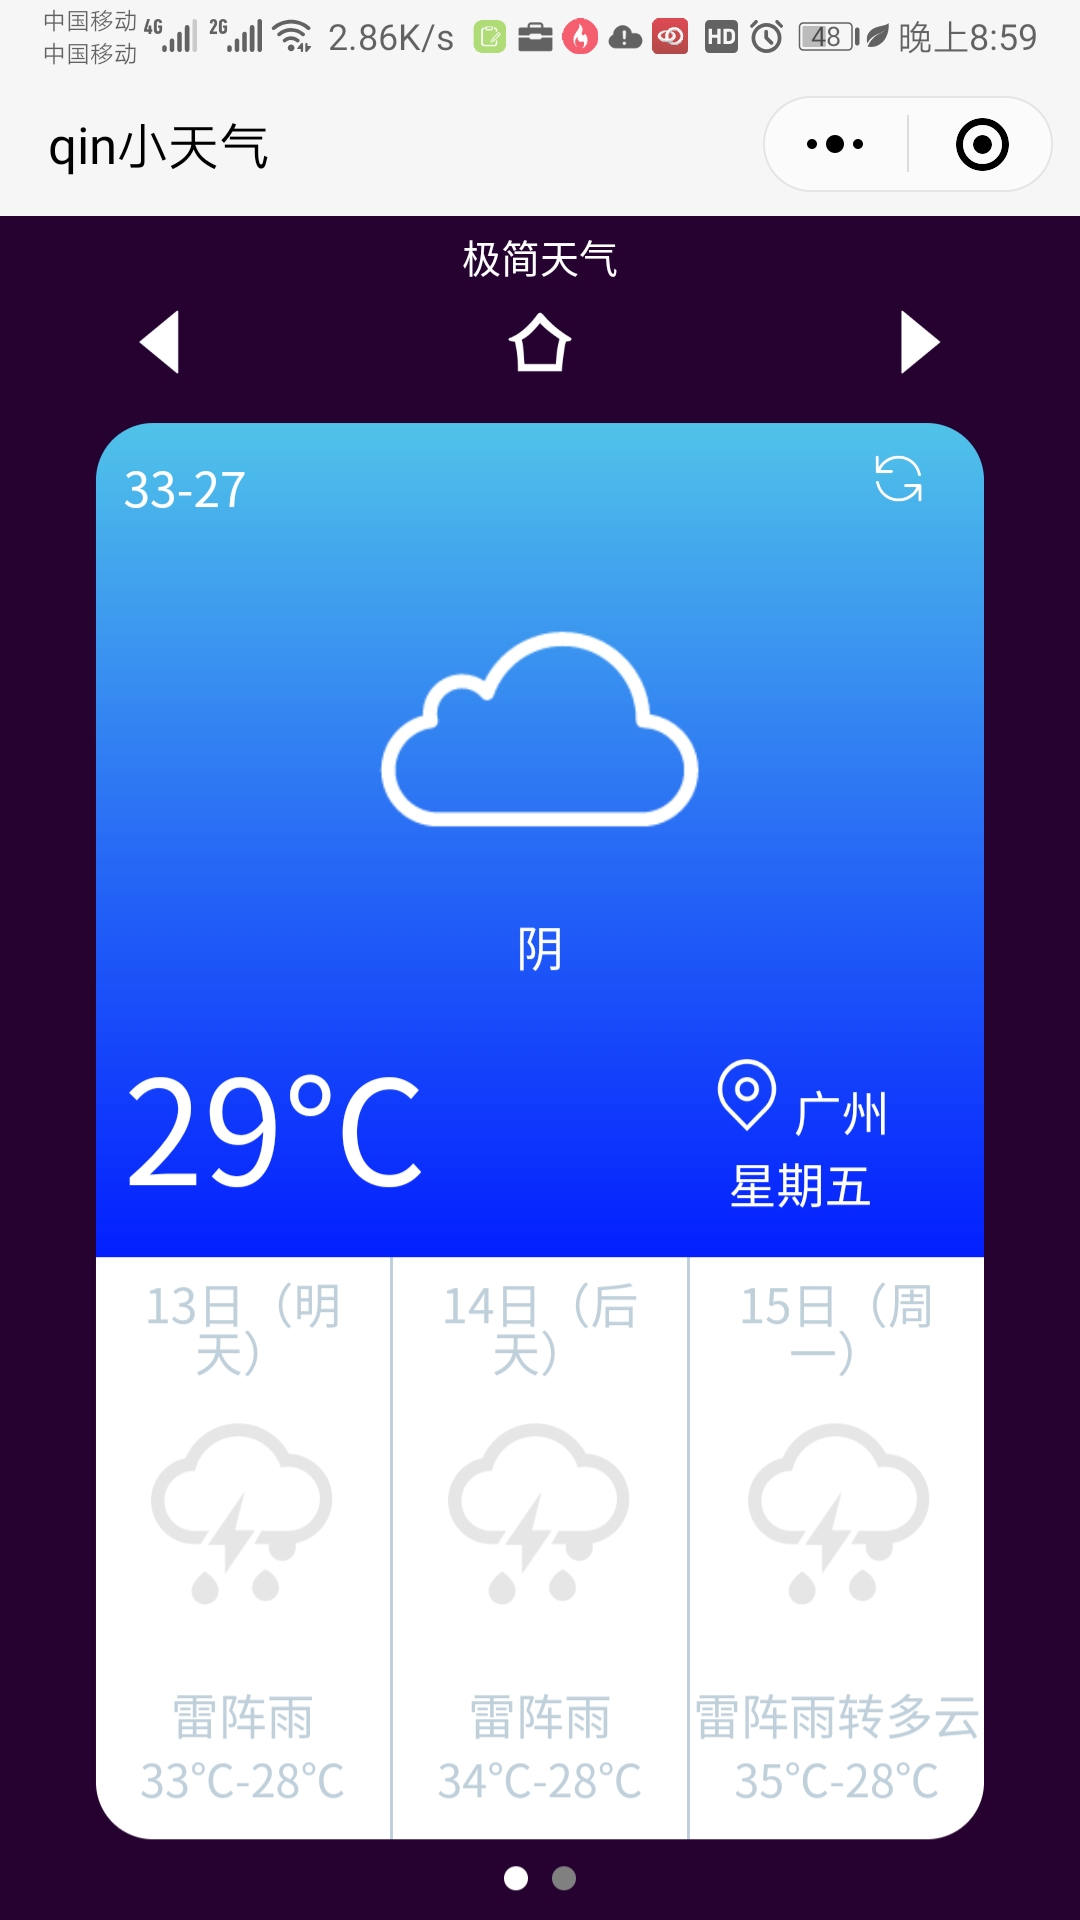 中国移动 4G 2G 2.86K/s HD 48 晚上8:59
中国移动
qin小天气
极简天气
33-27
阴
29°C
广州
星期五
13日（明
天）
14日（后
天）
15日（周
一）
雷阵雨
雷阵雨
雷阵雨转多云
33°C-28°C
34°C-28°C
35°C-28°C